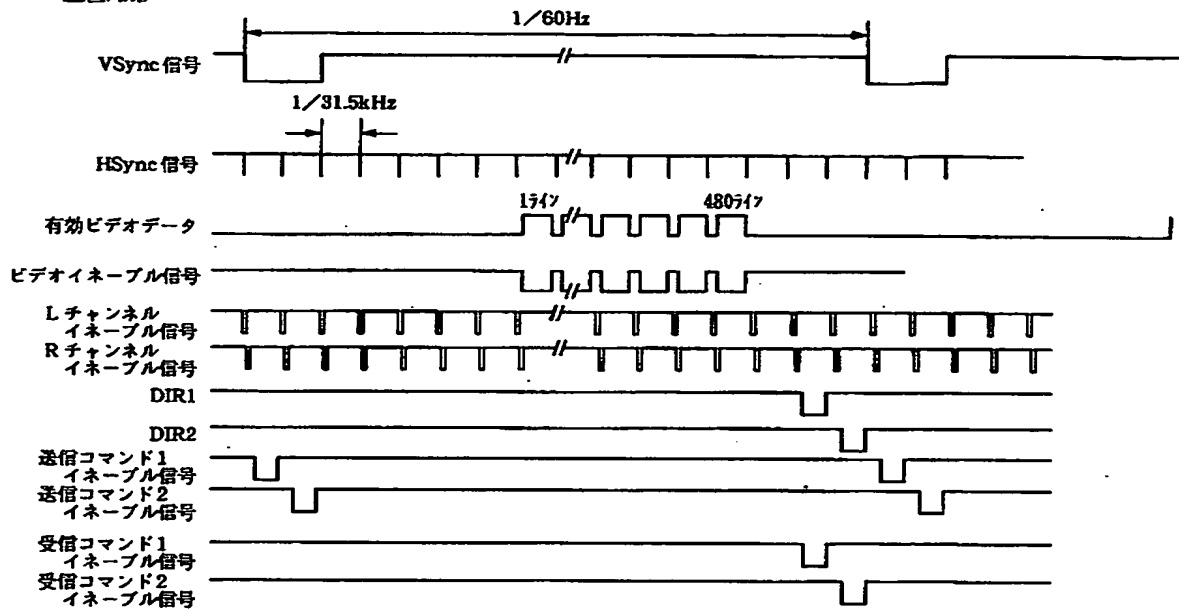 1／60Hz
VSync信号
1／31.5kHz
HSync信号
1ライン
480ライン
有効ビデオデータ
ビデオイネーブル信号
Lチャンネル
イネーブル信号
Rチャンネル
イネーブル信号
DIR1
DIR2
送信コマンド1
イネーブル信号
送信コマンド2
イネーブル信号
受信コマンド1
イネーブル信号
受信コマンド2
イネーブル信号